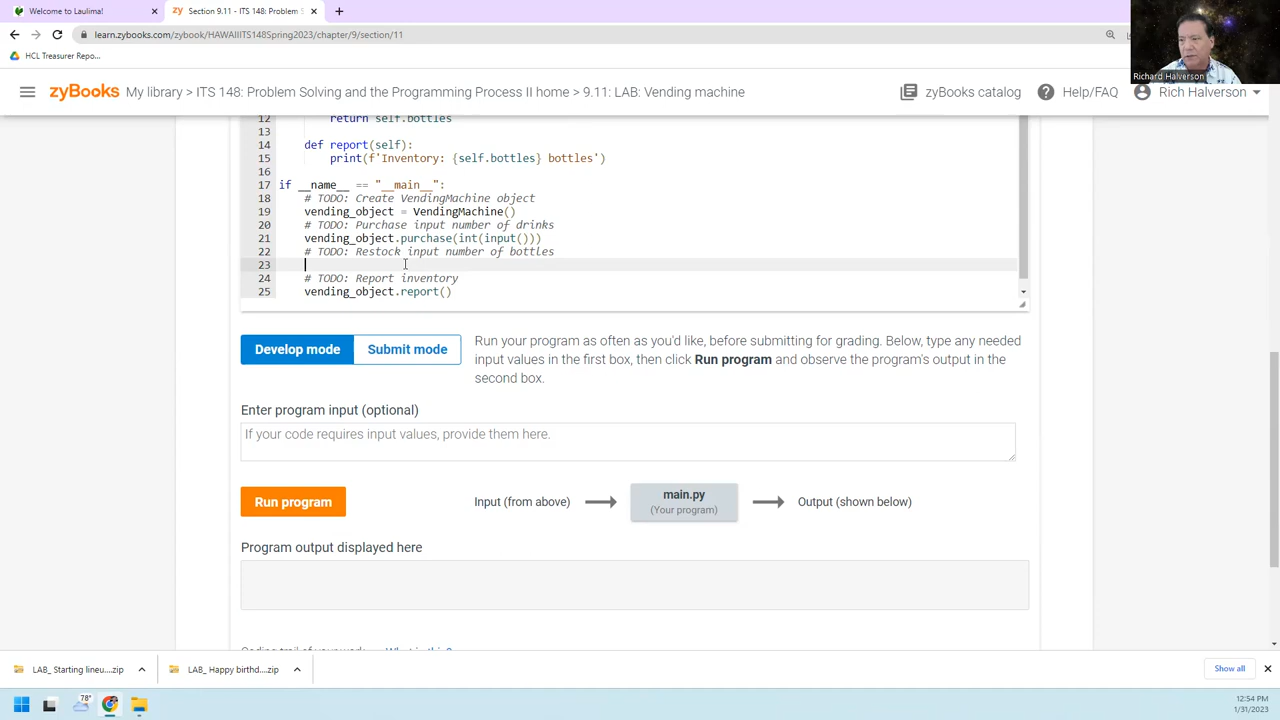 Welcome to Laulima!
zy Section 9.11 - ITS 148: Problem S
learn.zybooks.com/zybook/HAWAIIITS148Spring2023/chapter/9/section/11
HCL Treasurer Repo...
Richard Halverson
zyBooks My library > ITS 148: Problem Solving and the Programming Process II home > 9.11: LAB: Vending machine
zyBooks catalog
Help/FAQ
Rich Halverson
12 return self.bottles
13
14 def report(self):
15 print(f'Inventory: {self.bottles} bottles')
16
17 if __name__ == "__main__":
18 # TODO: Create VendingMachine object
19 vending_object = VendingMachine()
20 # TODO: Purchase input number of drinks
21 vending_object.purchase(int(input()))
22 # TODO: Restock input number of bottles
23
24 # TODO: Report inventory
25 vending_object.report()
Develop mode
Submit mode
Run your program as often as you'd like, before submitting for grading. Below, type any needed
input values in the first box, then click Run program and observe the program's output in the
second box.
Enter program input (optional)
If your code requires input values, provide them here.
Run program
Input (from above)
main.py
(Your program)
Output (shown below)
Program output displayed here
LAB_ Starting lineu....zip
LAB_ Happy birthd....zip
Show all
78°
12:54 PM
1/31/2023